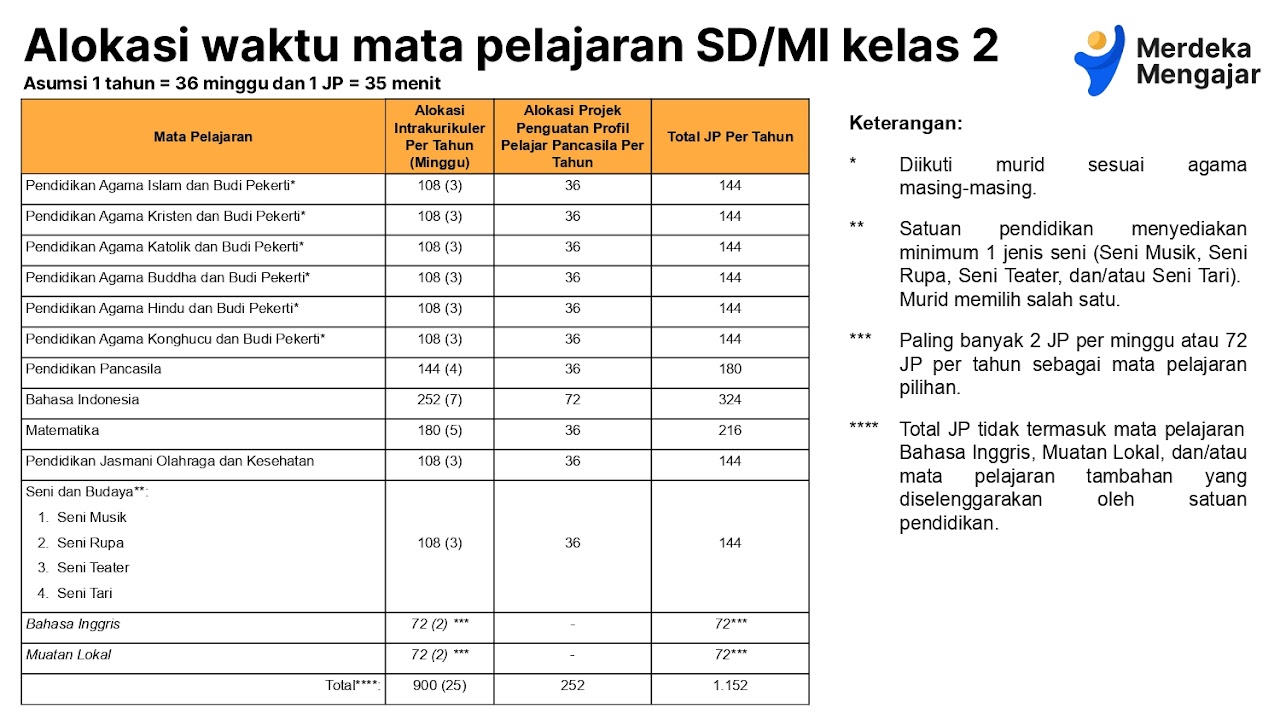 Alokasi waktu mata pelajaran SD/MI kelas 2
Asumsi 1 tahun = 36 minggu dan 1 JP = 35 menit
Merdeka
Mengajar
Mata Pelajaran
Alokasi
Intrakurikuler
Per Tahun
(Minggu)
Alokasi Projek
Penguatan Profil
Pelajar Pancasila Per
Tahun
Total JP Per Tahun
Pendidikan Agama Islam dan Budi Pekerti* 108 (3) 36 144
Pendidikan Agama Kristen dan Budi Pekerti* 108 (3) 36 144
Pendidikan Agama Katolik dan Budi Pekerti* 108 (3) 36 144
Pendidikan Agama Buddha dan Budi Pekerti* 108 (3) 36 144
Pendidikan Agama Hindu dan Budi Pekerti* 108 (3) 36 144
Pendidikan Agama Konghucu dan Budi Pekerti* 108 (3) 36 144
Pendidikan Pancasila 144 (4) 36 180
Bahasa Indonesia 252 (7) 72 324
Matematika 180 (5) 36 216
Pendidikan Jasmani Olahraga dan Kesehatan 108 (3) 36 144
Seni dan Budaya**:
1. Seni Musik
2. Seni Rupa 108 (3) 36 144
3. Seni Teater
4. Seni Tari
Bahasa Inggris 72 (2) *** - 72***
Muatan Lokal 72 (2) *** - 72***
Total****: 900 (25) 252 1.152
Keterangan:
* Diikuti murid sesuai agama
masing-masing.
** Satuan pendidikan menyediakan
minimum 1 jenis seni (Seni Musik, Seni
Rupa, Seni Teater, dan/atau Seni Tari).
Murid memilih salah satu.
*** Paling banyak 2 JP per minggu atau 72
JP per tahun sebagai mata pelajaran
pilihan.
**** Total JP tidak termasuk mata pelajaran
Bahasa Inggris, Muatan Lokal, dan/atau
mata pelajaran tambahan yang
diselenggarakan oleh satuan
pendidikan.